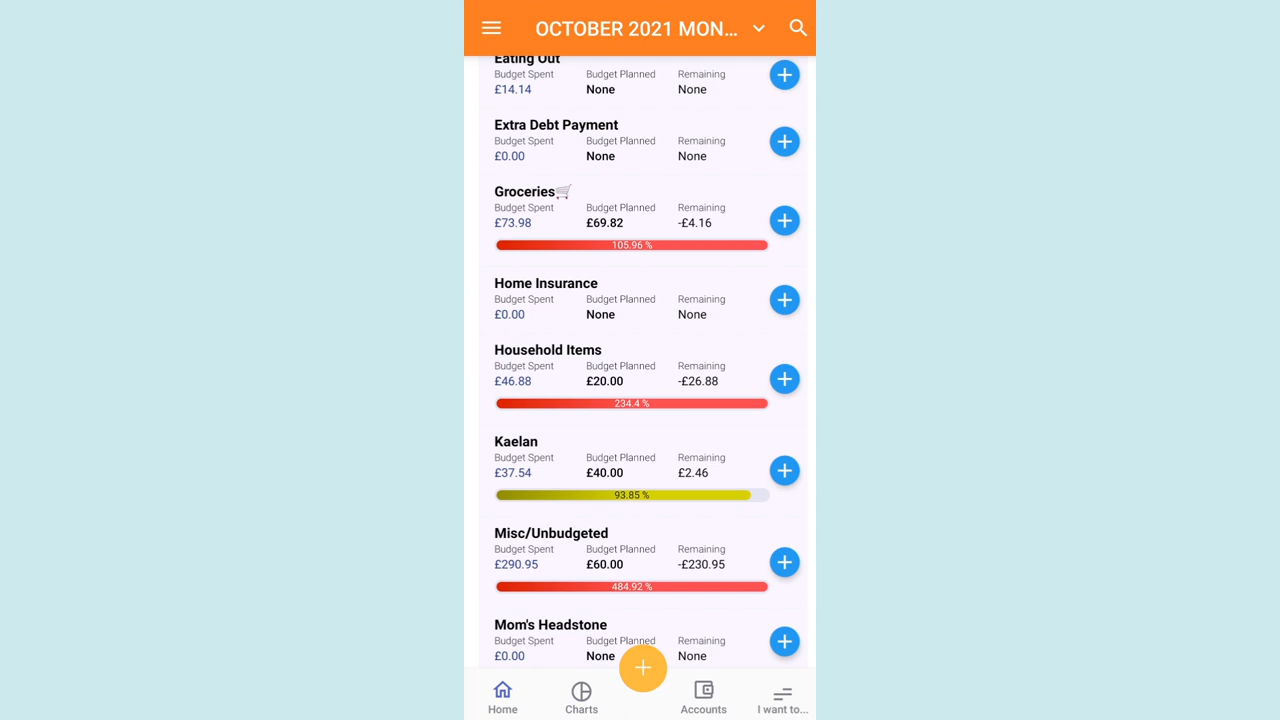 OCTOBER 2021 MON...
Eating Out
Budget Spent Budget Planned Remaining
£14.14 None None
Extra Debt Payment
Budget Spent Budget Planned Remaining
£0.00 None None
Groceries🛒
Budget Spent Budget Planned Remaining
£73.98 £69.82 -£4.16
105.96 %
Home Insurance
Budget Spent Budget Planned Remaining
£0.00 None None
Household Items
Budget Spent Budget Planned Remaining
£46.88 £20.00 -£26.88
234.4 %
Kaelan
Budget Spent Budget Planned Remaining
£37.54 £40.00 £2.46
93.85 %
Misc/Unbudgeted
Budget Spent Budget Planned Remaining
£290.95 £60.00 -£230.95
484.92 %
Mom's Headstone
Budget Spent Budget Planned Remaining
£0.00 None None
Home Charts Accounts I want to...